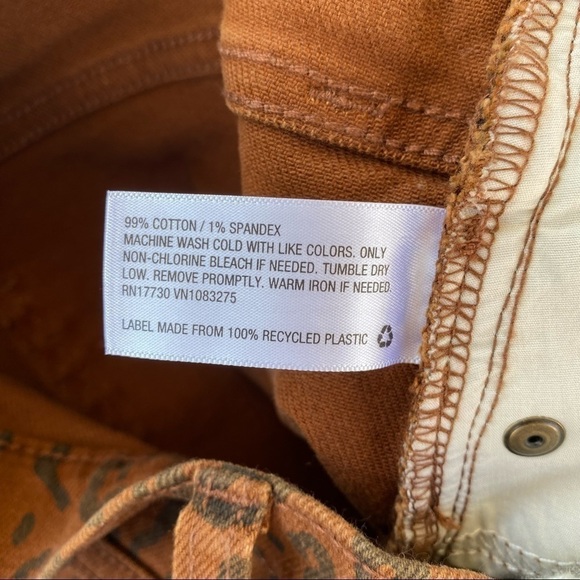 99% COTTON / 1% SPANDEX
MACHINE WASH COLD WITH LIKE COLORS. ONLY
NON-CHLORINE BLEACH IF NEEDED. TUMBLE DRY
LOW. REMOVE PROMPTLY. WARM IRON IF NEEDED.
RN17730 VN1083275
LABEL MADE FROM 100% RECYCLED PLASTIC